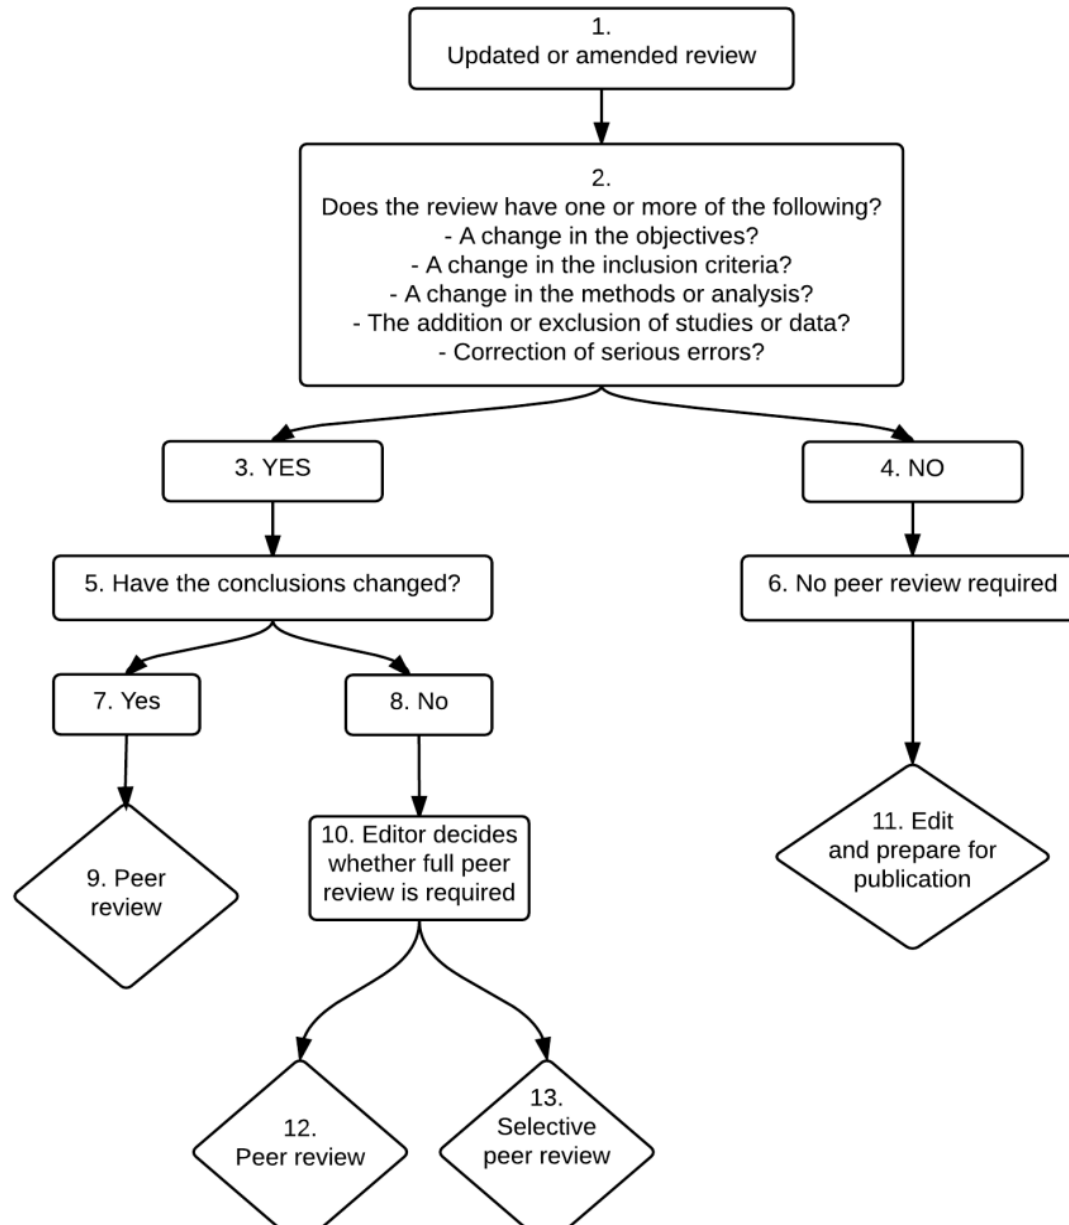 1.
Updated or amended review
2.
Does the review have one or more of the following?
- A change in the objectives?
- A change in the inclusion criteria?
- A change in the methods or analysis?
- The addition or exclusion of studies or data?
- Correction of serious errors?
3. YES
4. NO
5. Have the conclusions changed?
6. No peer review required
7. Yes
8. No
9. Peer
review
10. Editor decides
whether full peer
review is required
11. Edit
and prepare for
publication
12.
Peer review
13.
Selective
peer review